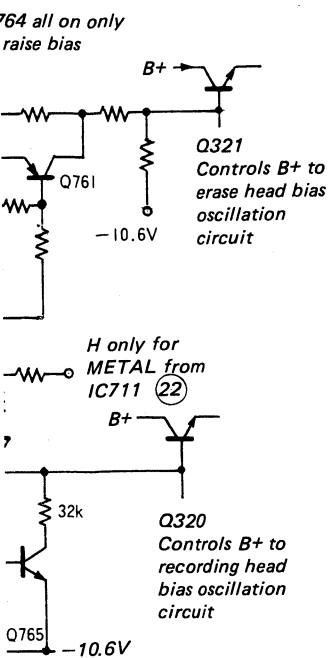 764 all on only
raise bias
B+
Q321
Controls B+ to
erase head bias
oscillation
circuit
Q761
−10.6V
H only for
METAL from
IC711 22
B+
7
32k
Q320
Controls B+ to
recording head
bias oscillation
circuit
Q765
−10.6V